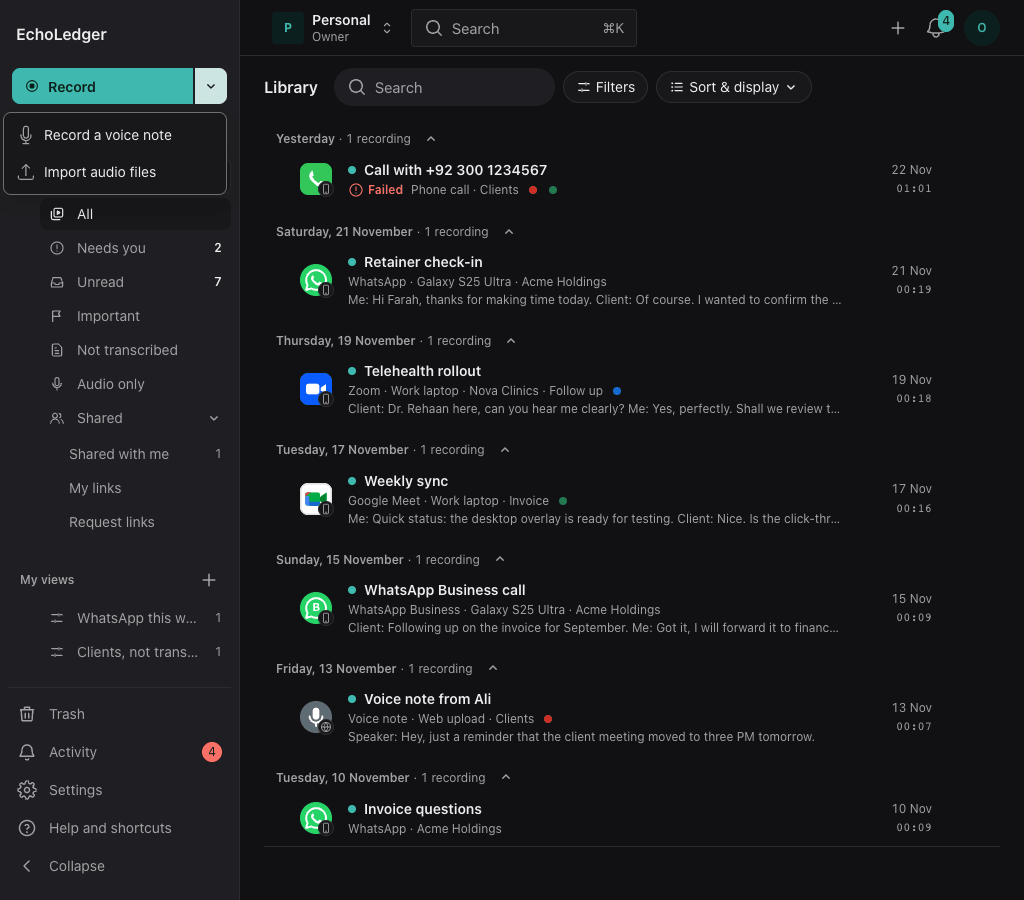 EchoLedger
Record
Record a voice note
Import audio files
All
Needs you 2
Unread 7
Important
Not transcribed
Audio only
Shared
Shared with me 1
My links
Request links
My views
WhatsApp this w... 1
Clients, not trans... 1
Trash
Activity 4
Settings
Help and shortcuts
Collapse
P Personal
Owner
Search ⌘K
4
O
Library
Search
Filters
Sort & display
Yesterday · 1 recording
Call with +92 300 1234567
22 Nov
Failed Phone call · Clients
01:01
Saturday, 21 November · 1 recording
Retainer check-in
21 Nov
WhatsApp · Galaxy S25 Ultra · Acme Holdings
00:19
Me: Hi Farah, thanks for making time today. Client: Of course. I wanted to confirm the ...
Thursday, 19 November · 1 recording
Telehealth rollout
19 Nov
Zoom · Work laptop · Nova Clinics · Follow up
00:18
Client: Dr. Rehaan here, can you hear me clearly? Me: Yes, perfectly. Shall we review t...
Tuesday, 17 November · 1 recording
Weekly sync
17 Nov
Google Meet · Work laptop · Invoice
00:16
Me: Quick status: the desktop overlay is ready for testing. Client: Nice. Is the click-thr...
Sunday, 15 November · 1 recording
B
WhatsApp Business call
15 Nov
WhatsApp Business · Galaxy S25 Ultra · Acme Holdings
00:09
Client: Following up on the invoice for September. Me: Got it, I will forward it to financ...
Friday, 13 November · 1 recording
Voice note from Ali
13 Nov
Voice note · Web upload · Clients
00:07
Speaker: Hey, just a reminder that the client meeting moved to three PM tomorrow.
Tuesday, 10 November · 1 recording
Invoice questions
10 Nov
WhatsApp · Acme Holdings
00:09